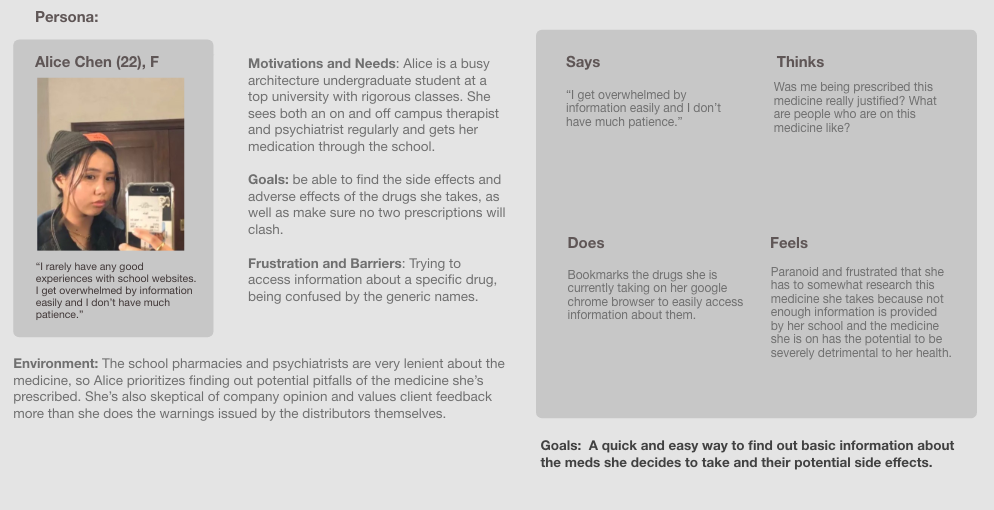 Persona:
Alice Chen (22), F
“I rarely have any good
experiences with school websites.
I get overwhelmed by information
easily and I don’t have much
patience.”
Motivations and Needs: Alice is a busy
architecture undergraduate student at a
top university with rigorous classes. She
sees both an on and off campus therapist
and psychiatrist regularly and gets her
medication through the school.
Goals: be able to find the side effects and
adverse effects of the drugs she takes, as
well as make sure no two prescriptions will
clash.
Frustration and Barriers: Trying to
access information about a specific drug,
being confused by the generic names.
Environment: The school pharmacies and psychiatrists are very lenient about the
medicine, so Alice prioritizes finding out potential pitfalls of the medicine she’s
prescribed. She’s also skeptical of company opinion and values client feedback
more than she does the warnings issued by the distributors themselves.
Says
“I get overwhelmed by
information easily and I don’t
have much patience.”
Thinks
Was me being prescribed this
medicine really justified? What
are people who are on this
medicine like?
Does
Bookmarks the drugs she is
currently taking on her google
chrome browser to easily access
information about them.
Feels
Paranoid and frustrated that she
has to somewhat research this
medicine she takes because not
enough information is provided
by her school and the medicine
she is on has the potential to be
severely detrimental to her health.
Goals: A quick and easy way to find out basic information about
the meds she decides to take and their potential side effects.